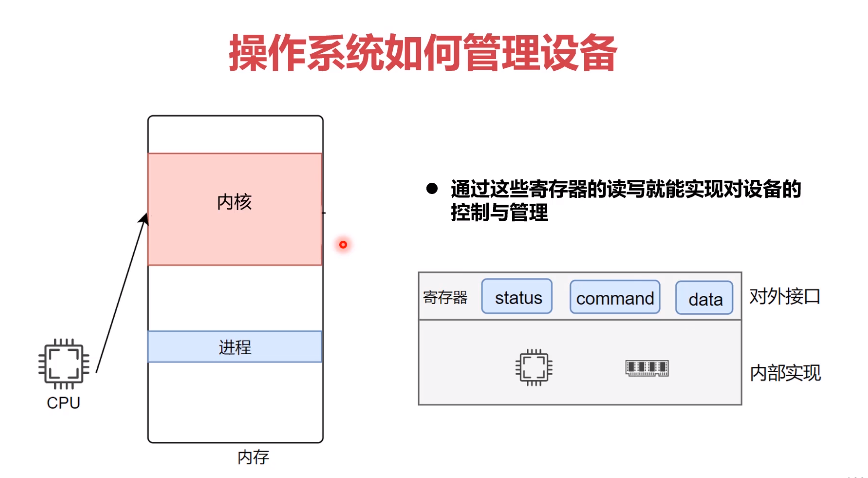 操作系统如何管理设备
内核
进程
CPU
内存
● 通过这些寄存器的读写就能实现对设备的
控制与管理
寄存器 status command data 对外接口
内部实现